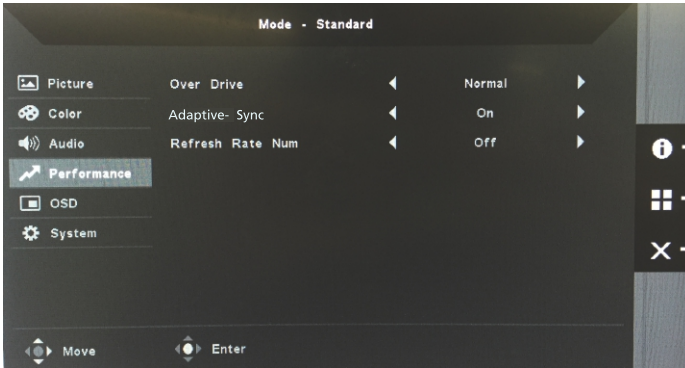 Mode - Standard
Picture
Over Drive Normal
Color
Adaptive- Sync On
Audio
Refresh Rate Num Off
Performance
OSD
System
Move Enter